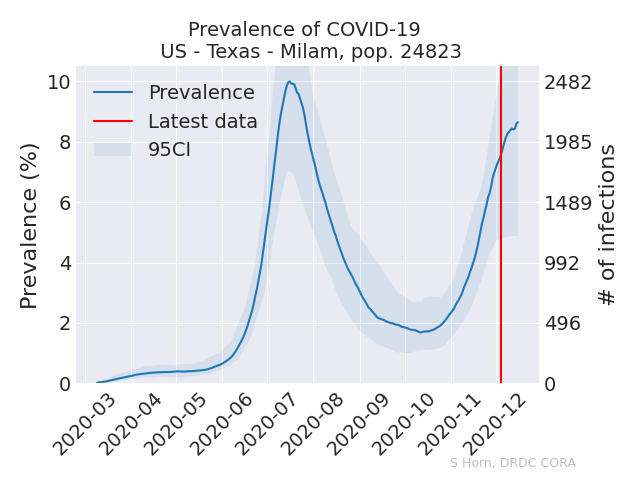 Prevalence of COVID-19
US - Texas - Milam, pop. 24823
Prevalence
Latest data
95CI
Prevalence (%)
10
8
6
4
2
0
# of infections
2482
1985
1489
992
496
0
2020-03
2020-04
2020-05
2020-06
2020-07
2020-08
2020-09
2020-10
2020-11
2020-12
S Horn, DRDC CORA